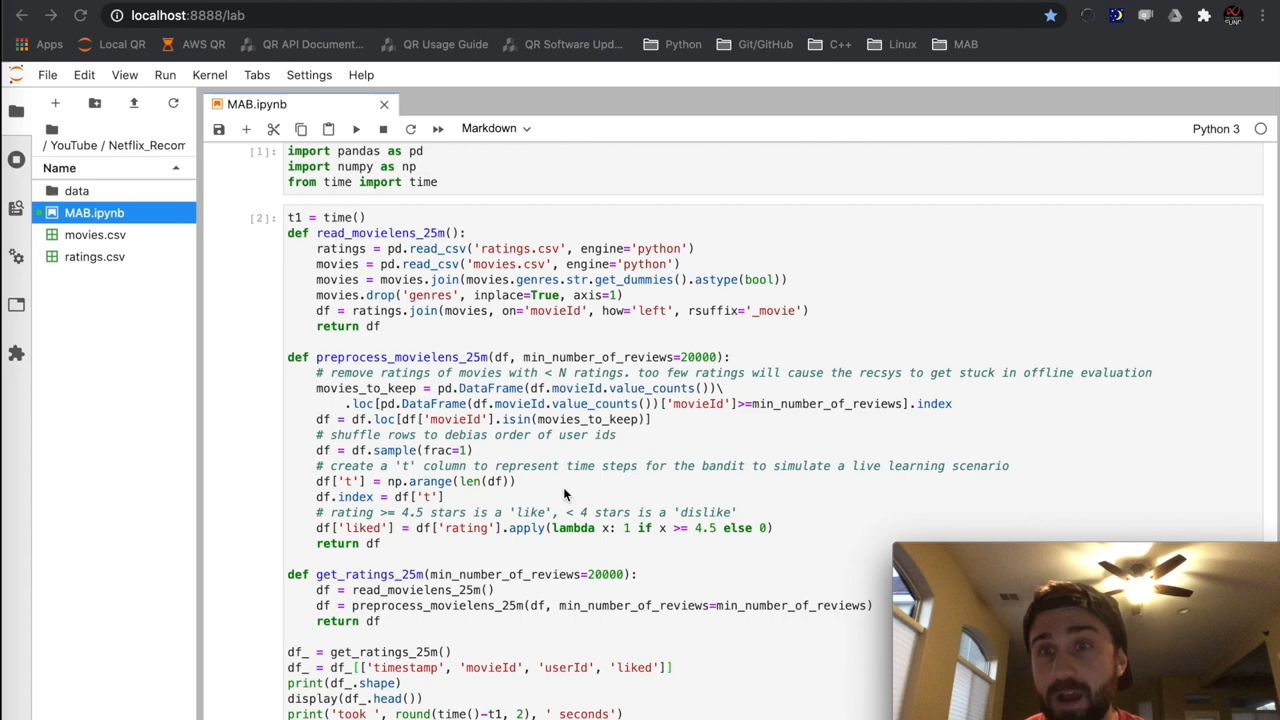 localhost:8888/lab
Apps Local QR AWS QR QR API Document... QR Usage Guide QR Software Upd... Python Git/GitHub C++ Linux MAB
File Edit View Run Kernel Tabs Settings Help
MAB.ipynb
Markdown
Python 3
/ YouTube / Netflix_Recom
Name
data
MAB.ipynb
movies.csv
ratings.csv
[1]:
import pandas as pd
import numpy as np
from time import time
[2]:
t1 = time()
def read_movielens_25m():
    ratings = pd.read_csv('ratings.csv', engine='python')
    movies = pd.read_csv('movies.csv', engine='python')
    movies = movies.join(movies.genres.str.get_dummies().astype(bool))
    movies.drop('genres', inplace=True, axis=1)
    df = ratings.join(movies, on='movieId', how='left', rsuffix='_movie')
    return df
def preprocess_movielens_25m(df, min_number_of_reviews=20000):
    # remove ratings of movies with < N ratings. too few ratings will cause the recsys to get stuck in offline evaluation
    movies_to_keep = pd.DataFrame(df.movieId.value_counts())\
        .loc[pd.DataFrame(df.movieId.value_counts())['movieId']>=min_number_of_reviews].index
    df = df.loc[df['movieId'].isin(movies_to_keep)]
    # shuffle rows to debias order of user ids
    df = df.sample(frac=1)
    # create a 't' column to represent time steps for the bandit to simulate a live learning scenario
    df['t'] = np.arange(len(df))
    df.index = df['t']
    # rating >= 4.5 stars is a 'like', < 4 stars is a 'dislike'
    df['liked'] = df['rating'].apply(lambda x: 1 if x >= 4.5 else 0)
    return df
def get_ratings_25m(min_number_of_reviews=20000):
    df = read_movielens_25m()
    df = preprocess_movielens_25m(df, min_number_of_reviews=min_number_of_reviews)
    return df
df_ = get_ratings_25m()
df_ = df_[['timestamp', 'movieId', 'userId', 'liked']]
print(df_.shape)
display(df_.head())
print('took ', round(time()-t1, 2), ' seconds')